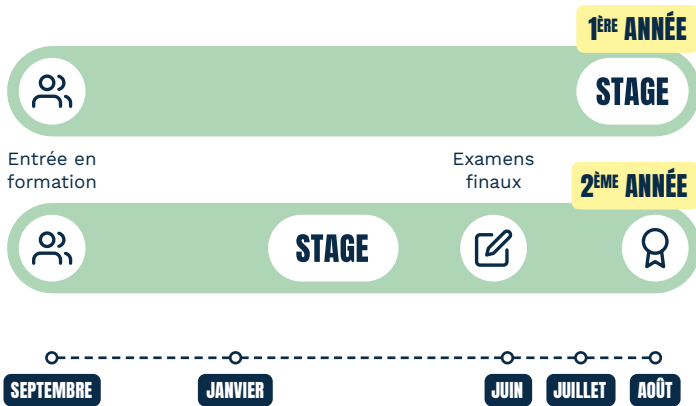 1ÈRE ANNÉE
STAGE
Entrée en
formation
Examens
finaux
2ÈME ANNÉE
STAGE
SEPTEMBRE
JANVIER
JUIN
JUILLET
AOÛT